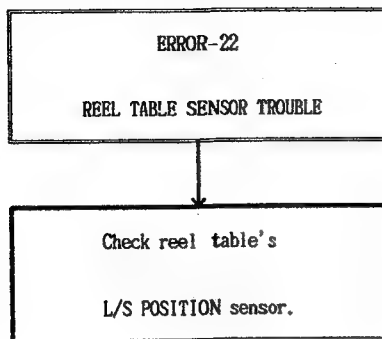 ERROR-22
REEL TABLE SENSOR TROUBLE
Check reel table's
L/S POSITION sensor.